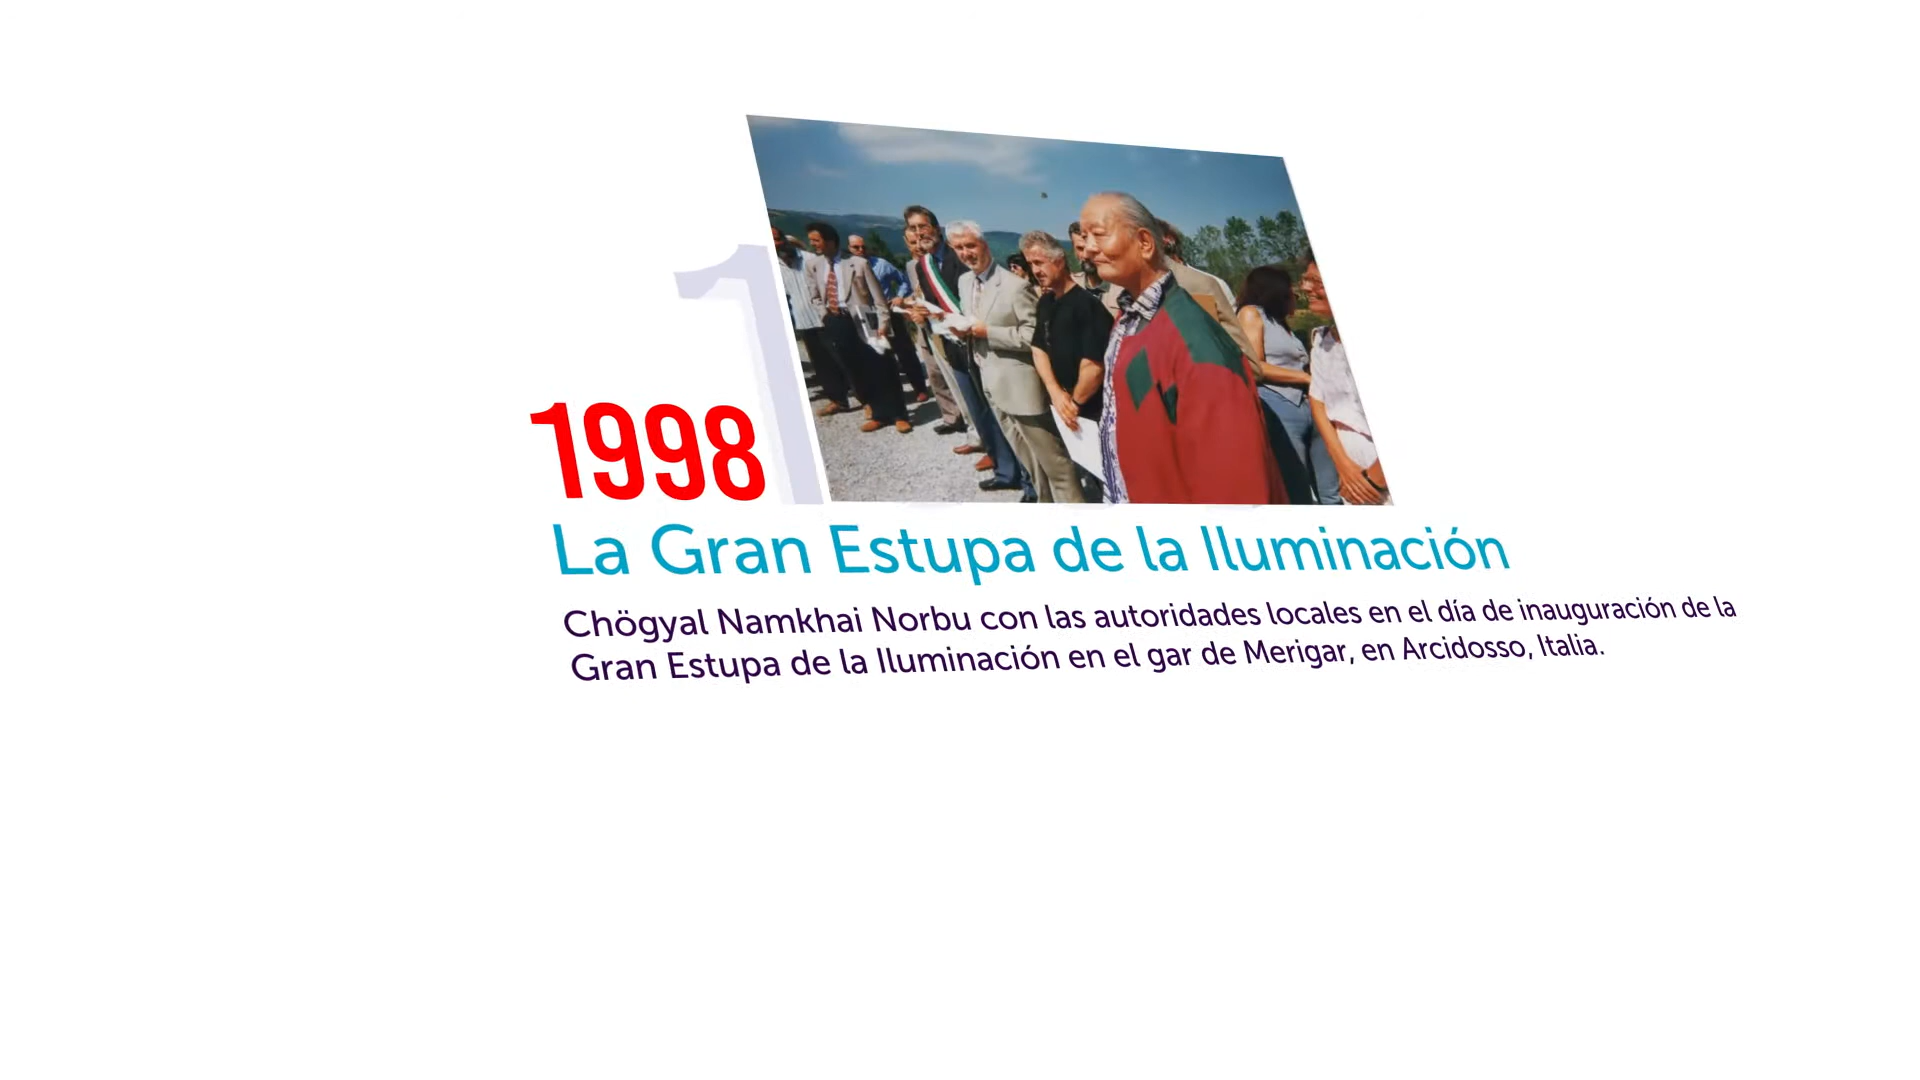 1998
La Gran Estupa de la Iluminación
Chögyal Namkhai Norbu con las autoridades locales en el día de inauguración de la
Gran Estupa de la Iluminación en el gar de Merigar, en Arcidosso, Italia.